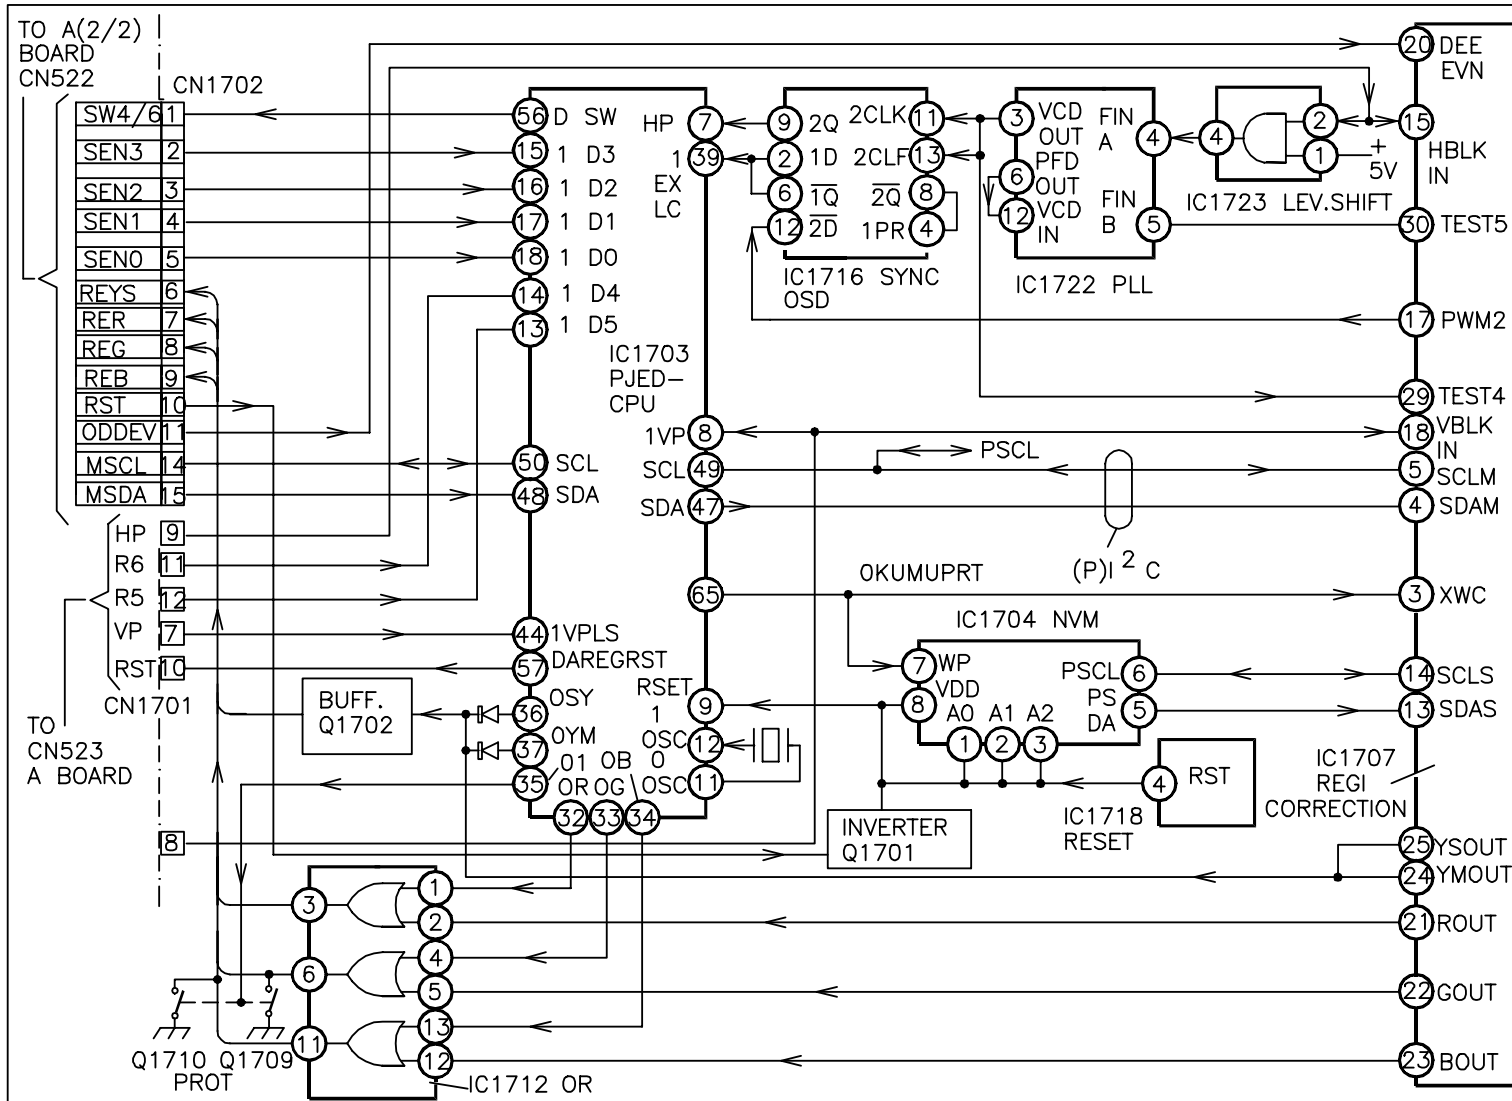 TO A(2/2)
BOARD
CN522
CN1702
SW4/6 1
SEN3 2
SEN2 3
SEN1 4
SEN0 5
REYS 6
RER 7
REG 8
REB 9
RST 10
ODDEV 11
MSCL 14
MSDA 15
HP 9
R6 11
R5 12
VP 7
RST 10
CN1701
TO
CN523
A BOARD
8
56 D SW
15 1 D3
16 1 D2
17 1 D1
18 1 D0
14 1 D4
13 1 D5
IC1703
PJED-
CPU
50 SCL
48 SDA
44 1VPLS
57 DAREGRST
36 OSY
37 OYM
35 O1
32 OR
33 OG
34 OB
HP 7
1 39
EX
LC
1VP 8
SCL 49
SDA 47
65
RSET 9
1
OSC 12
O
OSC 11
BUFF.
Q1702
9 2Q
2 1D
6 1Q
12 2D
2CLK 11
2CLF 13
2Q 8
1PR 4
IC1716 SYNC
OSD
3 VCD
OUT
6 PFD
OUT
12 VCD
IN
FIN
A 4
FIN
B 5
IC1722 PLL
4
2
1
+
5V
IC1723 LEV.SHIFT
PSCL
(P)I 2 C
OKUMUPRT
IC1704 NVM
7 WP
8 VDD
A0 A1 A2
1 2 3
PSCL 6
PS
DA 5
4 RST
IC1718
RESET
INVERTER
Q1701
IC1707
REGI
CORRECTION
20 DEE
EVN
15
HBLK
IN
30 TEST5
17 PWM2
29 TEST4
18 VBLK
IN
5 SCLM
4 SDAM
3 XWC
14 SCLS
13 SDAS
25 YSOUT
24 YMOUT
21 ROUT
22 GOUT
23 BOUT
3 1
2
6 4
5
11 13
12
IC1712 OR
Q1710 Q1709
PROT